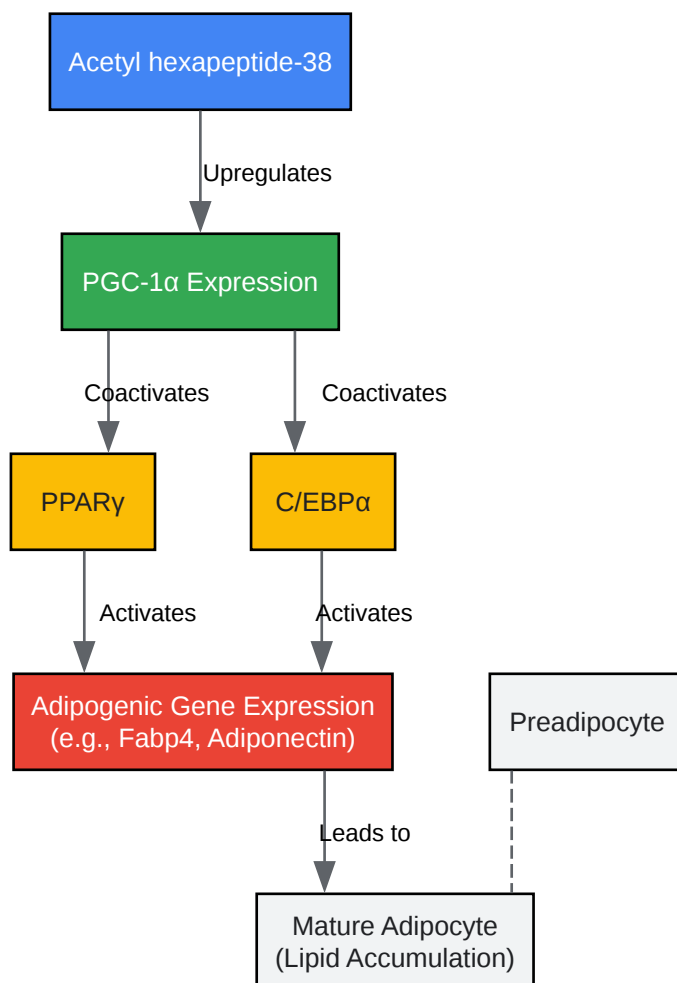 Acetyl hexapeptide-38
Upregulates
PGC-1α Expression
Coactivates
Coactivates
PPARγ
C/EBPα
Activates
Activates
Adipogenic Gene Expression
(e.g., Fabp4, Adiponectin)
Preadipocyte
Leads to
Mature Adipocyte
(Lipid Accumulation)